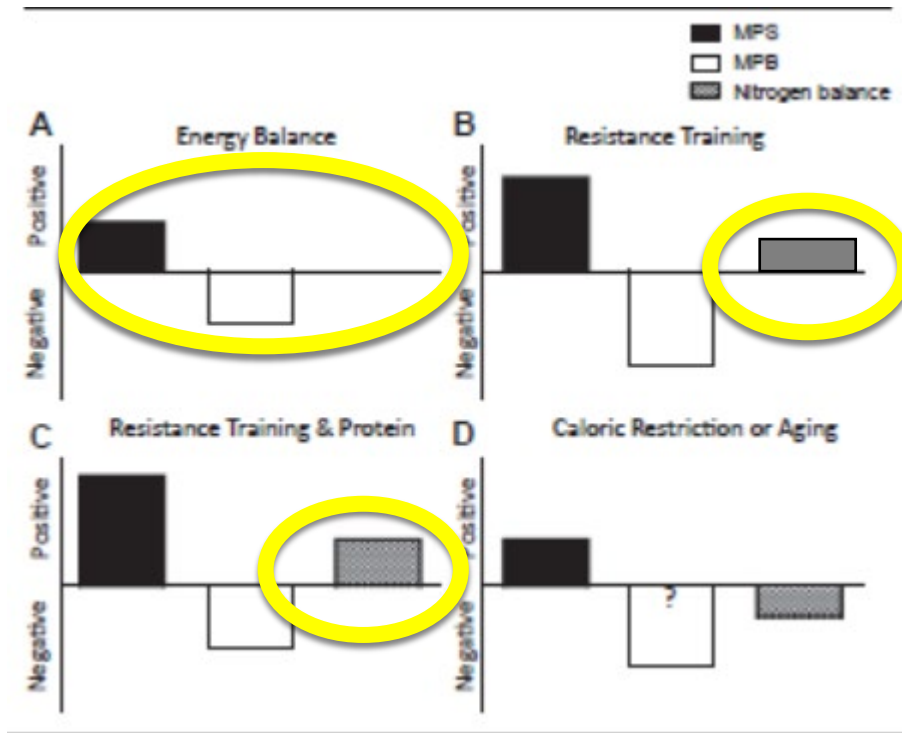 MPS
MPB
Nitrogen balance
A
Energy Balance
Positive
Negative
B
Resistance Training
Positive
Negative
C
Resistance Training & Protein
Positive
Negative
D
Caloric Restriction or Aging
Positive
Negative
?